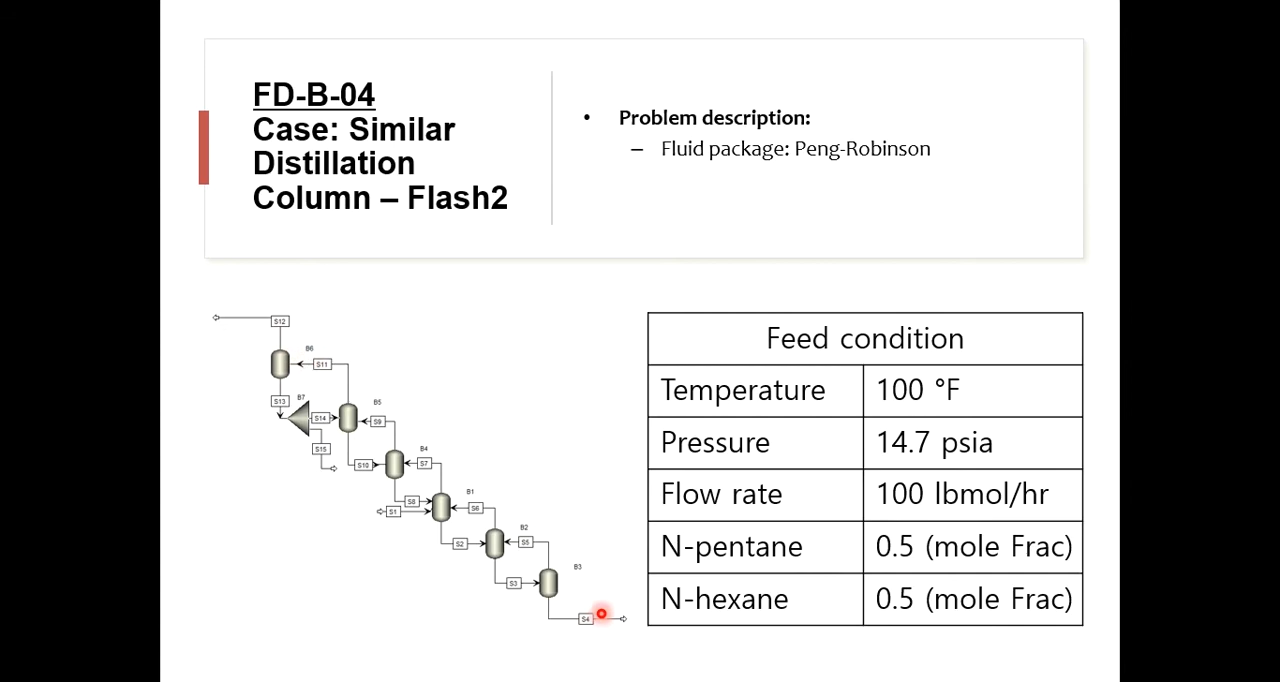 FD-B-04
Case: Similar
Distillation
Column – Flash2
• Problem description:
– Fluid package: Peng-Robinson
S12
B6
S11
S13
B7
S14
B5
S9
S15
S10
B4
S7
S8
S1
B1
S6
S2
B2
S5
S3
B3
S4
Feed condition
Temperature 100 °F
Pressure 14.7 psia
Flow rate 100 lbmol/hr
N-pentane 0.5 (mole Frac)
N-hexane 0.5 (mole Frac)